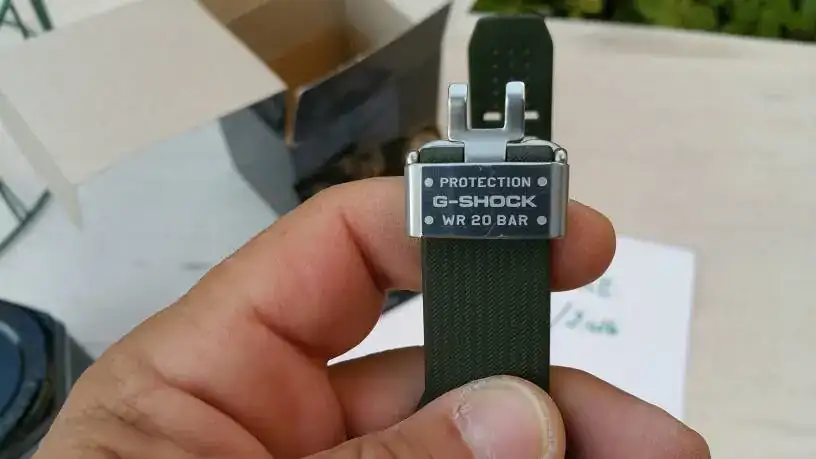 PROTECTION
G-SHOCK
WR 20 BAR